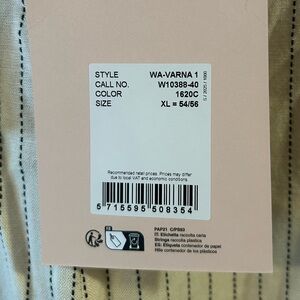 STYLE WA-VARNA 1
CALL NO. W10388-40
COLOR 1620C
SIZE XL = 54/56
Recommended retail prices. Prices may differ
due to local VAT and economic conditions.
5 715595 508354
PAP21 C/PS93
IT: Etichetta raccolta carta
Stringa raccolta plastica
ES: Etiqueta contenedor de papel
Hilo contenedor de los plásticos